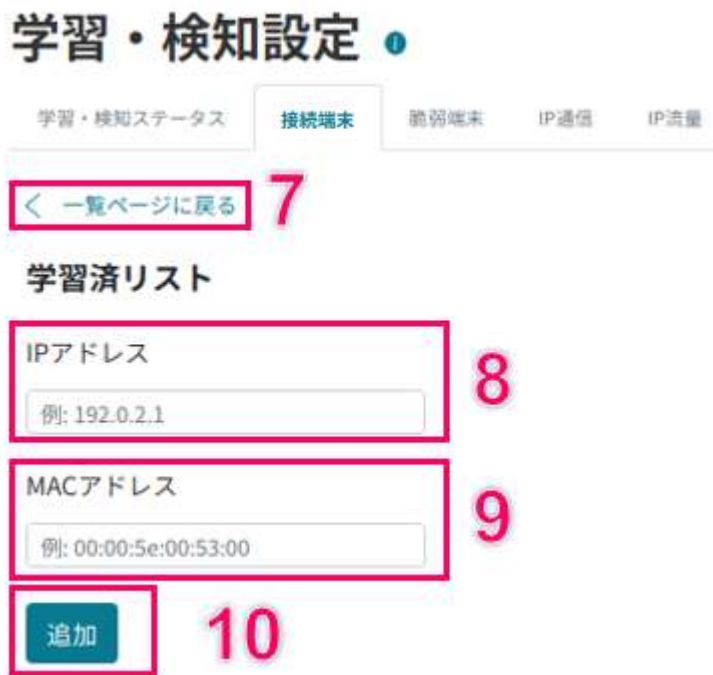 学習・検知設定
学習・検知ステータス 接続端末 脆弱端末 IP通信 IP流量
< 一覧ページに戻る 7
学習済リスト
IPアドレス
8
例: 192.0.2.1
MACアドレス
9
例: 00:00:5e:00:53:00
追加 10